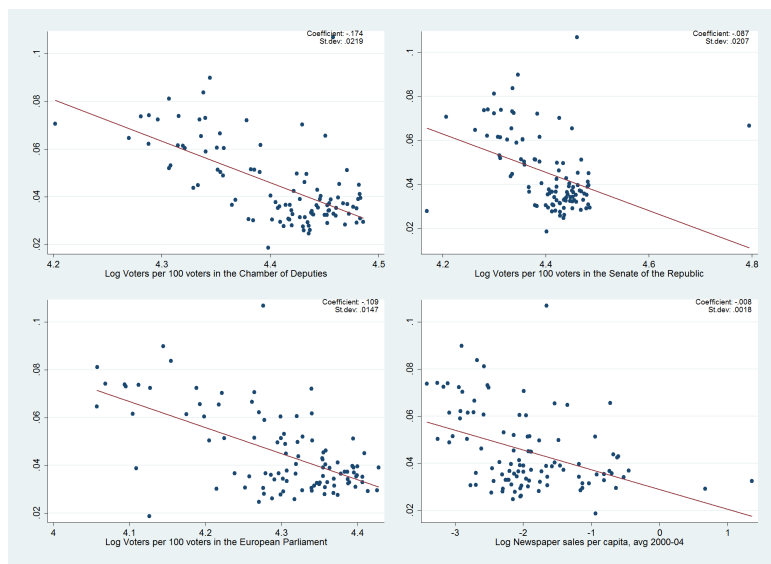 Coefficient: -.174
St.dev: .0219
.1
.08
.06
.04
.02
4.2 4.3 4.4 4.5
Log Voters per 100 voters in the Chamber of Deputies
Coefficient: -.087
St.dev: .0207
.1
.08
.06
.04
.02
4.2 4.4 4.6 4.8
Log Voters per 100 voters in the Senate of the Republic
Coefficient: -.109
St.dev: .0147
.1
.08
.06
.04
.02
4 4.1 4.2 4.3 4.4
Log Voters per 100 voters in the European Parliament
Coefficient: -.008
St.dev: .0018
.1
.08
.06
.04
.02
-3 -2 -1 0 1
Log Newspaper sales per capita, avg 2000-04